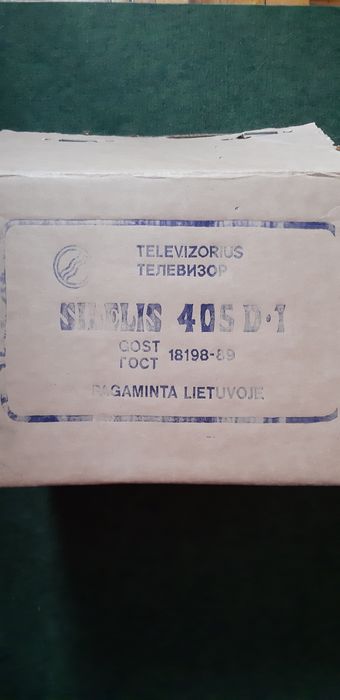 TELEVIZORIUS
ТЕЛЕВИЗОР
SILELIS 405 D-1
GOST
ГОСТ 18198-89
PAGAMINTA LIETUVOJE